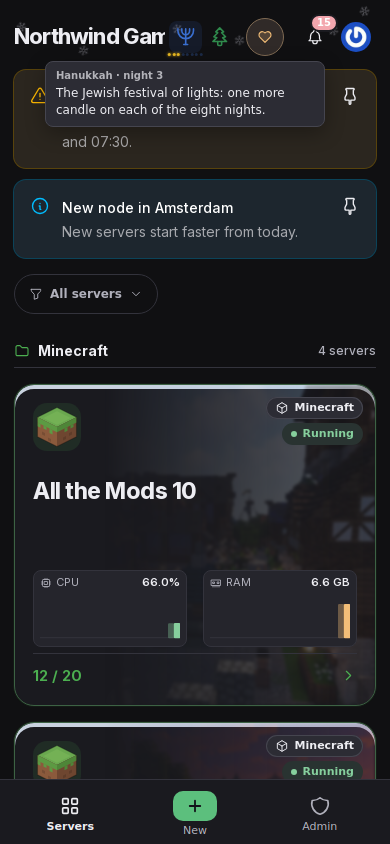 Northwind Gam
15
Hanukkah · night 3
The Jewish festival of lights: one more
candle on each of the eight nights.
and 07:30.
New node in Amsterdam
New servers start faster from today.
All servers
Minecraft
4 servers
Minecraft
Running
All the Mods 10
CPU
66.0%
RAM
6.6 GB
12 / 20
Minecraft
Running
Servers
New
Admin